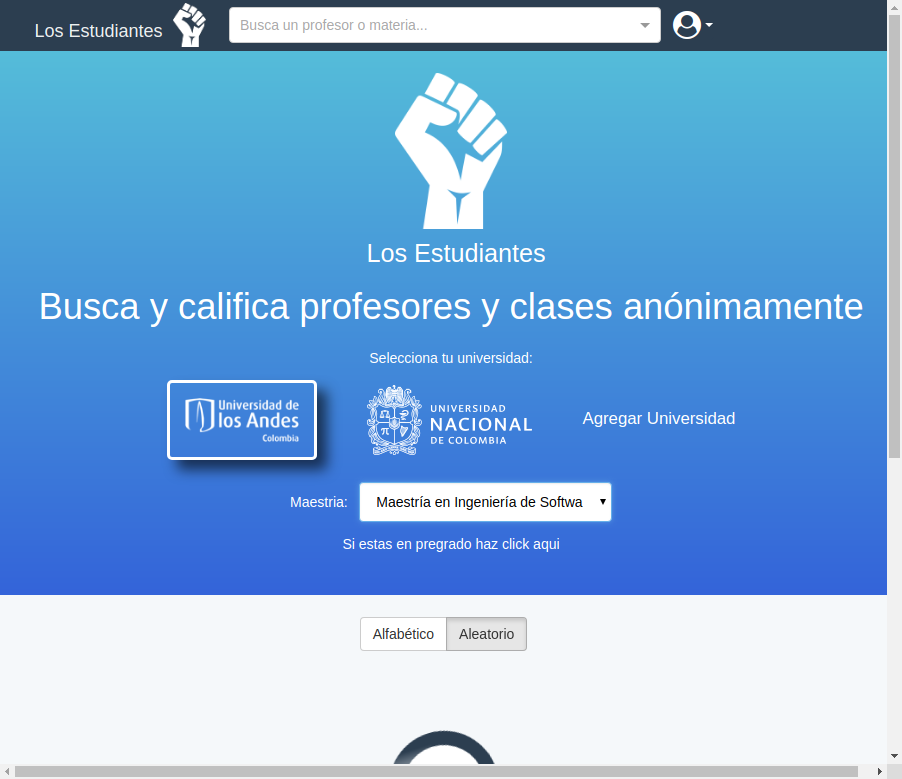 Los Estudiantes
Busca un profesor o materia...
Los Estudiantes
Busca y califica profesores y clases anónimamente
Selecciona tu universidad:
Universidad de
los Andes
Colombia
UNIVERSIDAD
NACIONAL
DE COLOMBIA
Agregar Universidad
Maestria:
Maestría en Ingeniería de Softwa
Si estas en pregrado haz click aqui
Alfabético
Aleatorio